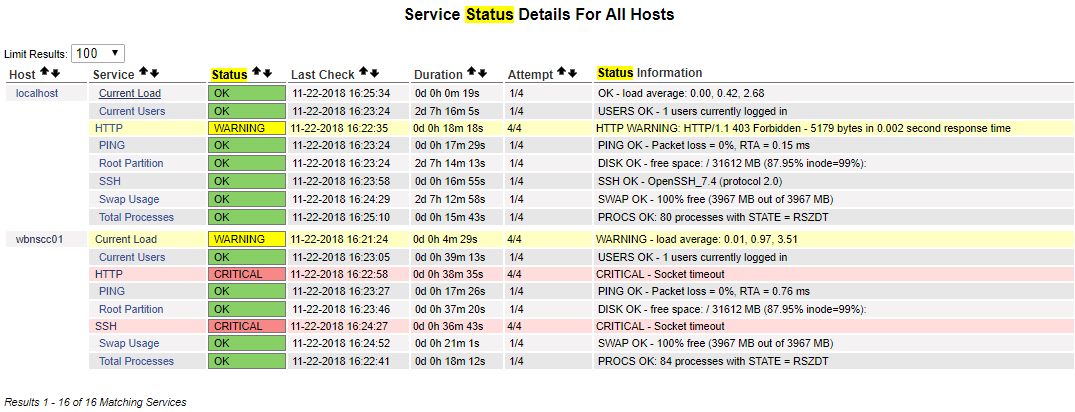 Service Status Details For All Hosts
Limit Results: 100
Host Service Status Last Check Duration Attempt Status Information
localhost Current Load OK 11-22-2018 16:25:34 0d 0h 0m 19s 1/4 OK - load average: 0.00, 0.42, 2.68
Current Users OK 11-22-2018 16:23:24 2d 7h 16m 5s 1/4 USERS OK - 1 users currently logged in
HTTP WARNING 11-22-2018 16:22:35 0d 0h 18m 18s 4/4 HTTP WARNING: HTTP/1.1 403 Forbidden - 5179 bytes in 0.002 second response time
PING OK 11-22-2018 16:23:24 0d 0h 17m 29s 1/4 PING OK - Packet loss = 0%, RTA = 0.15 ms
Root Partition OK 11-22-2018 16:23:24 2d 7h 14m 13s 1/4 DISK OK - free space: / 31612 MB (87.95% inode=99%):
SSH OK 11-22-2018 16:23:58 0d 0h 16m 55s 1/4 SSH OK - OpenSSH_7.4 (protocol 2.0)
Swap Usage OK 11-22-2018 16:24:29 2d 7h 12m 58s 1/4 SWAP OK - 100% free (3967 MB out of 3967 MB)
Total Processes OK 11-22-2018 16:25:10 0d 0h 15m 43s 1/4 PROCS OK: 80 processes with STATE = RSZDT
wbnscc01 Current Load WARNING 11-22-2018 16:21:24 0d 0h 4m 29s 4/4 WARNING - load average: 0.01, 0.97, 3.51
Current Users OK 11-22-2018 16:23:05 0d 0h 39m 13s 1/4 USERS OK - 1 users currently logged in
HTTP CRITICAL 11-22-2018 16:22:58 0d 0h 38m 35s 4/4 CRITICAL - Socket timeout
PING OK 11-22-2018 16:23:27 0d 0h 17m 26s 1/4 PING OK - Packet loss = 0%, RTA = 0.76 ms
Root Partition OK 11-22-2018 16:23:46 0d 0h 37m 20s 1/4 DISK OK - free space: / 31612 MB (87.95% inode=99%):
SSH CRITICAL 11-22-2018 16:24:27 0d 0h 36m 43s 4/4 CRITICAL - Socket timeout
Swap Usage OK 11-22-2018 16:24:52 0d 0h 21m 1s 1/4 SWAP OK - 100% free (3967 MB out of 3967 MB)
Total Processes OK 11-22-2018 16:22:41 0d 0h 18m 12s 1/4 PROCS OK: 84 processes with STATE = RSZDT
Results 1 - 16 of 16 Matching Services